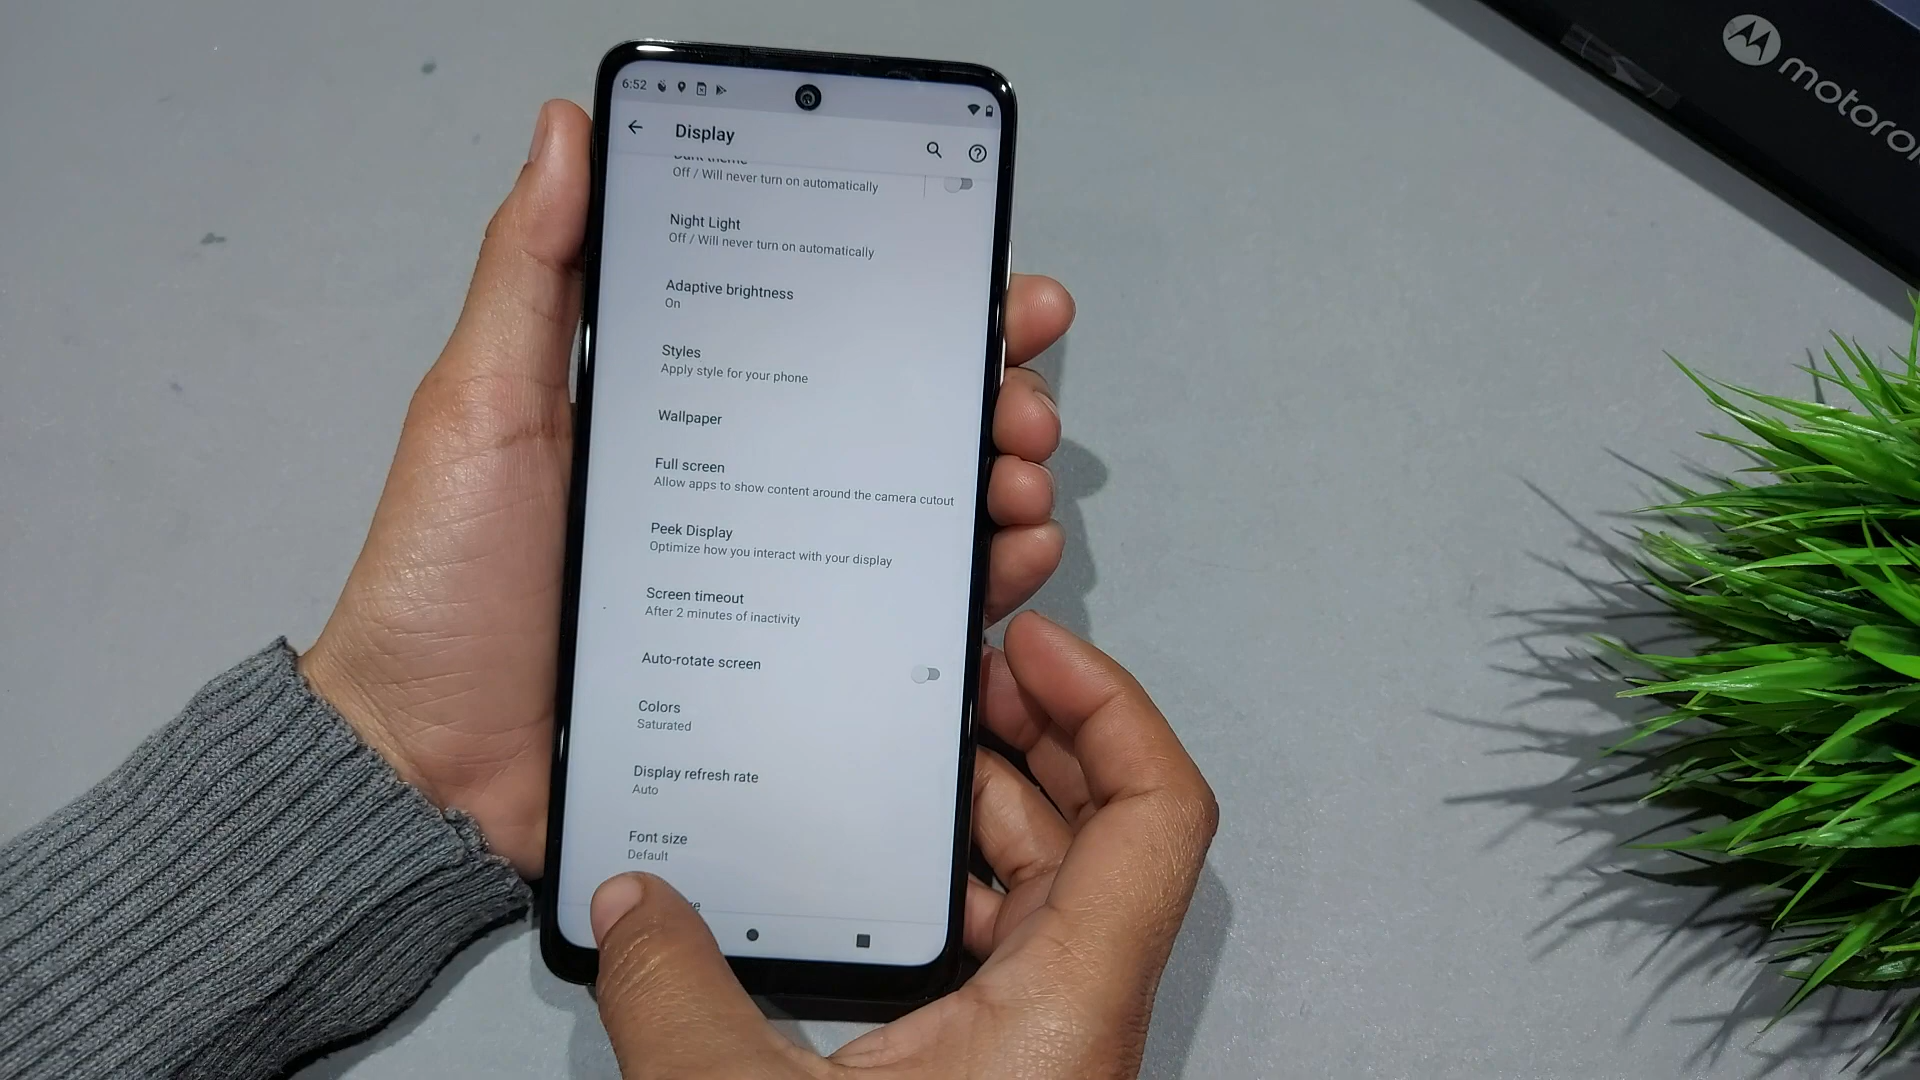 6:52
Display
Off / Will never turn on automatically
Night Light
Off / Will never turn on automatically
Adaptive brightness
On
Styles
Apply style for your phone
Wallpaper
Full screen
Allow apps to show content around the camera cutout
Peek Display
Optimize how you interact with your display
Screen timeout
After 2 minutes of inactivity
Auto-rotate screen
Colors
Saturated
Display refresh rate
Auto
Font size
Default